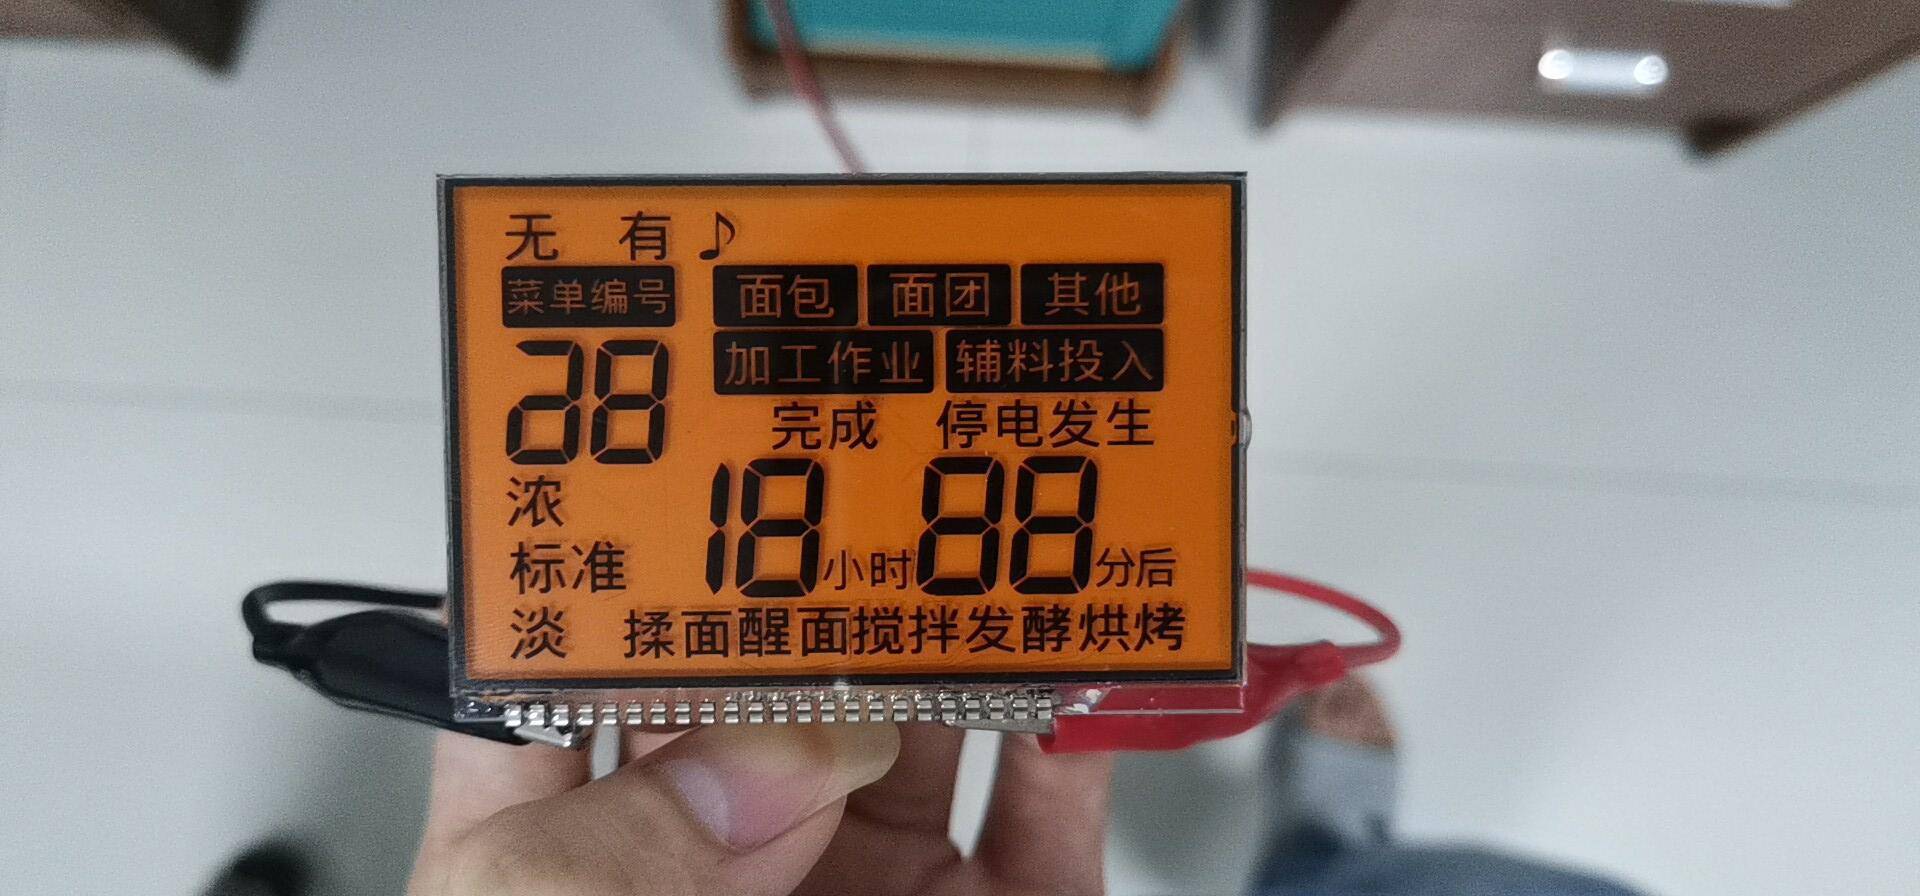 无 有 ♪
菜单编号 面包 面团 其他
加工作业 辅料投入
28
完成 停电发生
浓
18小时88分后
标准
淡 揉面醒面搅拌发酵烘烤